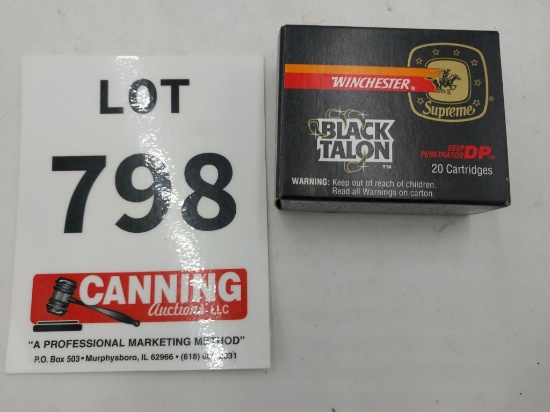 LOT
798
CANNING
Auctions LLC
"A PROFESSIONAL MARKETING METHOD"
P.O. Box 503 • Murphysboro, IL 62966 • (618)
WINCHESTER®
Supreme®
BLACK
TALON™
DEEP
PENETRATOR DP
20 Cartridges
WARNING: Keep out of reach of children.
Read all Warnings on carton.